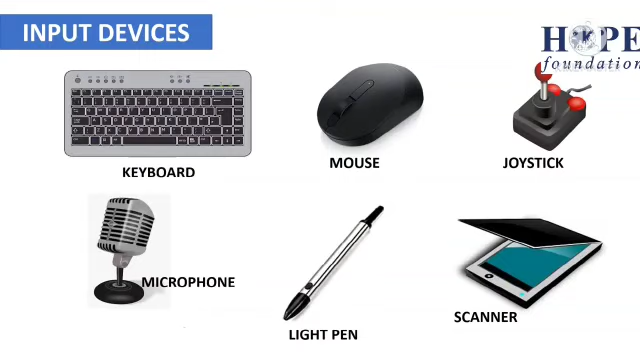 INPUT DEVICES
HOPE
foundation
KEYBOARD
MOUSE
JOYSTICK
MICROPHONE
LIGHT PEN
SCANNER